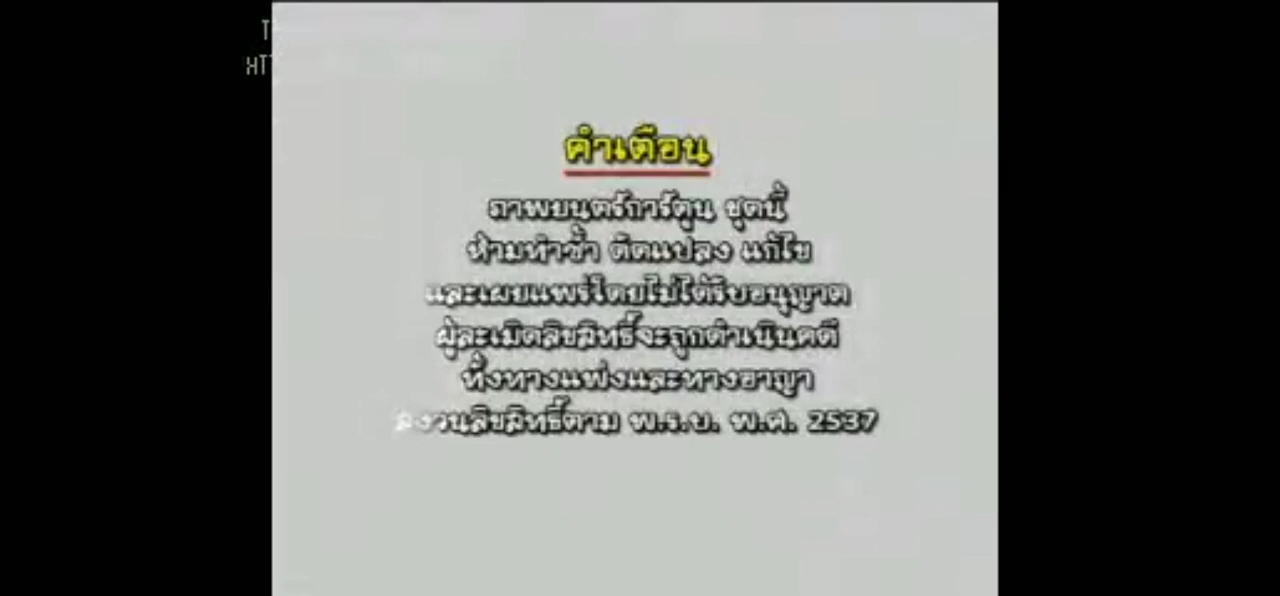 T
HT
คำเตือน
ภาพยนตร์การ์ตูน ชุดนี้
ห้ามทำซ้ำ ดัดแปลง แก้ไข
และเผยแพร่โดยไม่ได้รับอนุญาต
ผู้ละเมิดลิขสิทธิ์จะถูกดำเนินคดี
ทั้งทางแพ่งและทางอาญา
สงวนลิขสิทธิ์ตาม พ.ร.บ. พ.ศ. 2537